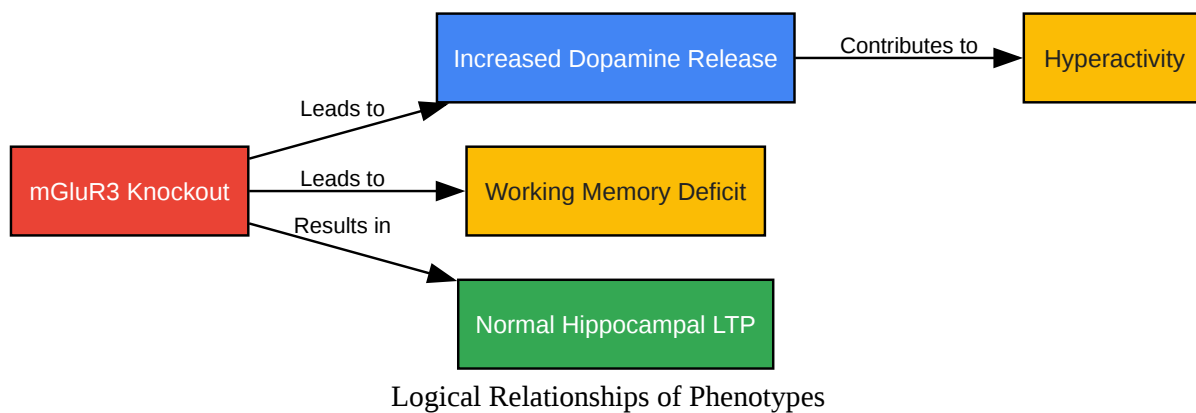 Increased Dopamine Release
Contributes to
Hyperactivity
Leads to
mGluR3 Knockout
Leads to
Working Memory Deficit
Results in
Normal Hippocampal LTP
Logical Relationships of Phenotypes